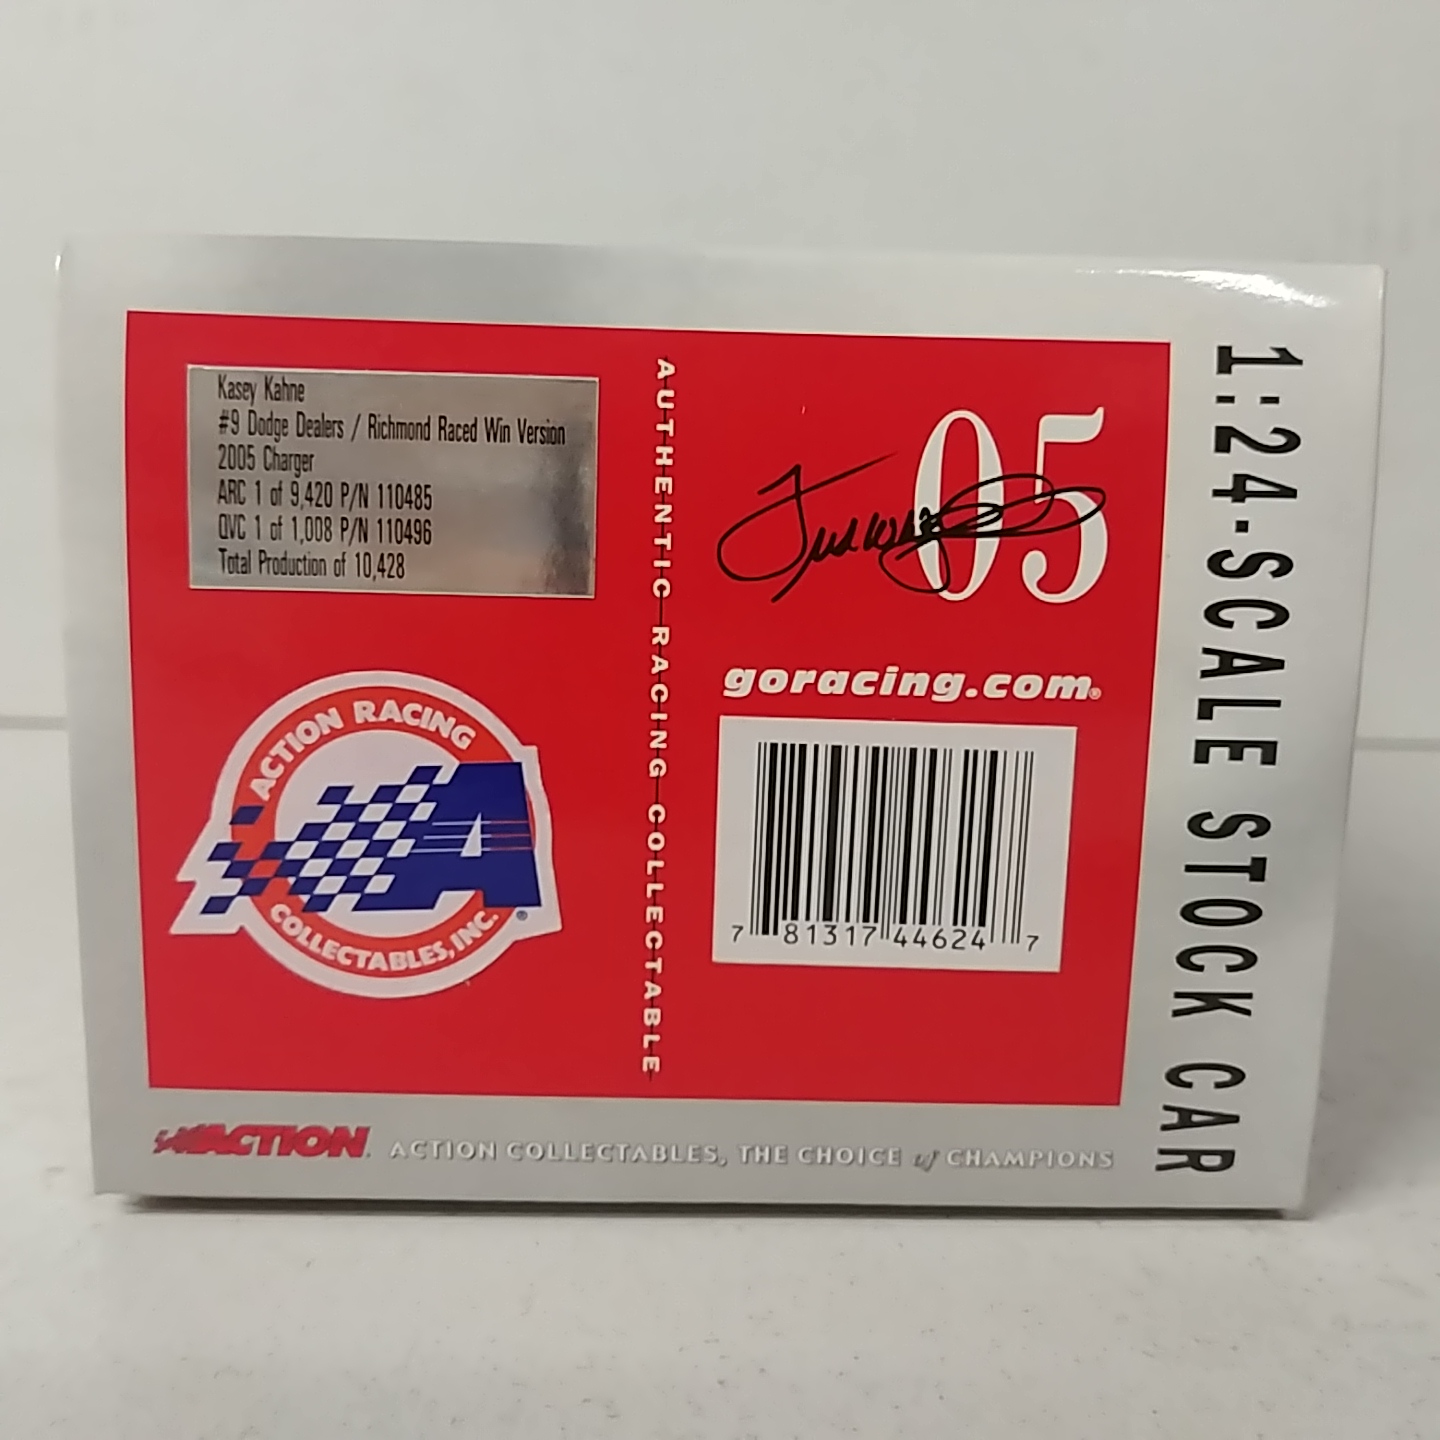 Kasey Kahne
#9 Dodge Dealers / Richmond Raced Win Version
2005 Charger
ARC 1 of 9,420 P/N 110485
QVC 1 of 1,008 P/N 110496
Total Production of 10,428
ACTION RACING
A
COLLECTABLES, INC.®
AUTHENTIC RACING COLLECTABLE
05
goracing.com®
7 81317 44624 7
1:24-SCALE STOCK CAR
ACTION
ACTION COLLECTABLES, THE CHOICE of CHAMPIONS